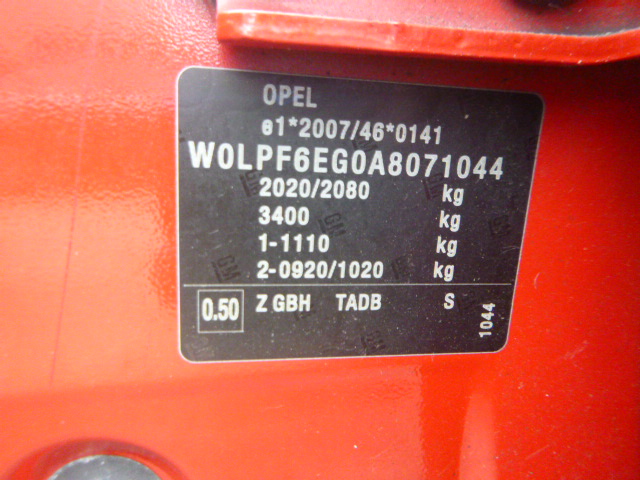 OPEL
e1*2007/46*0141
W0LPF6EG0A8071044
2020/2080 kg
3400 kg
1-1110 kg
2-0920/1020 kg
0.50 Z GBH TADB S
1044